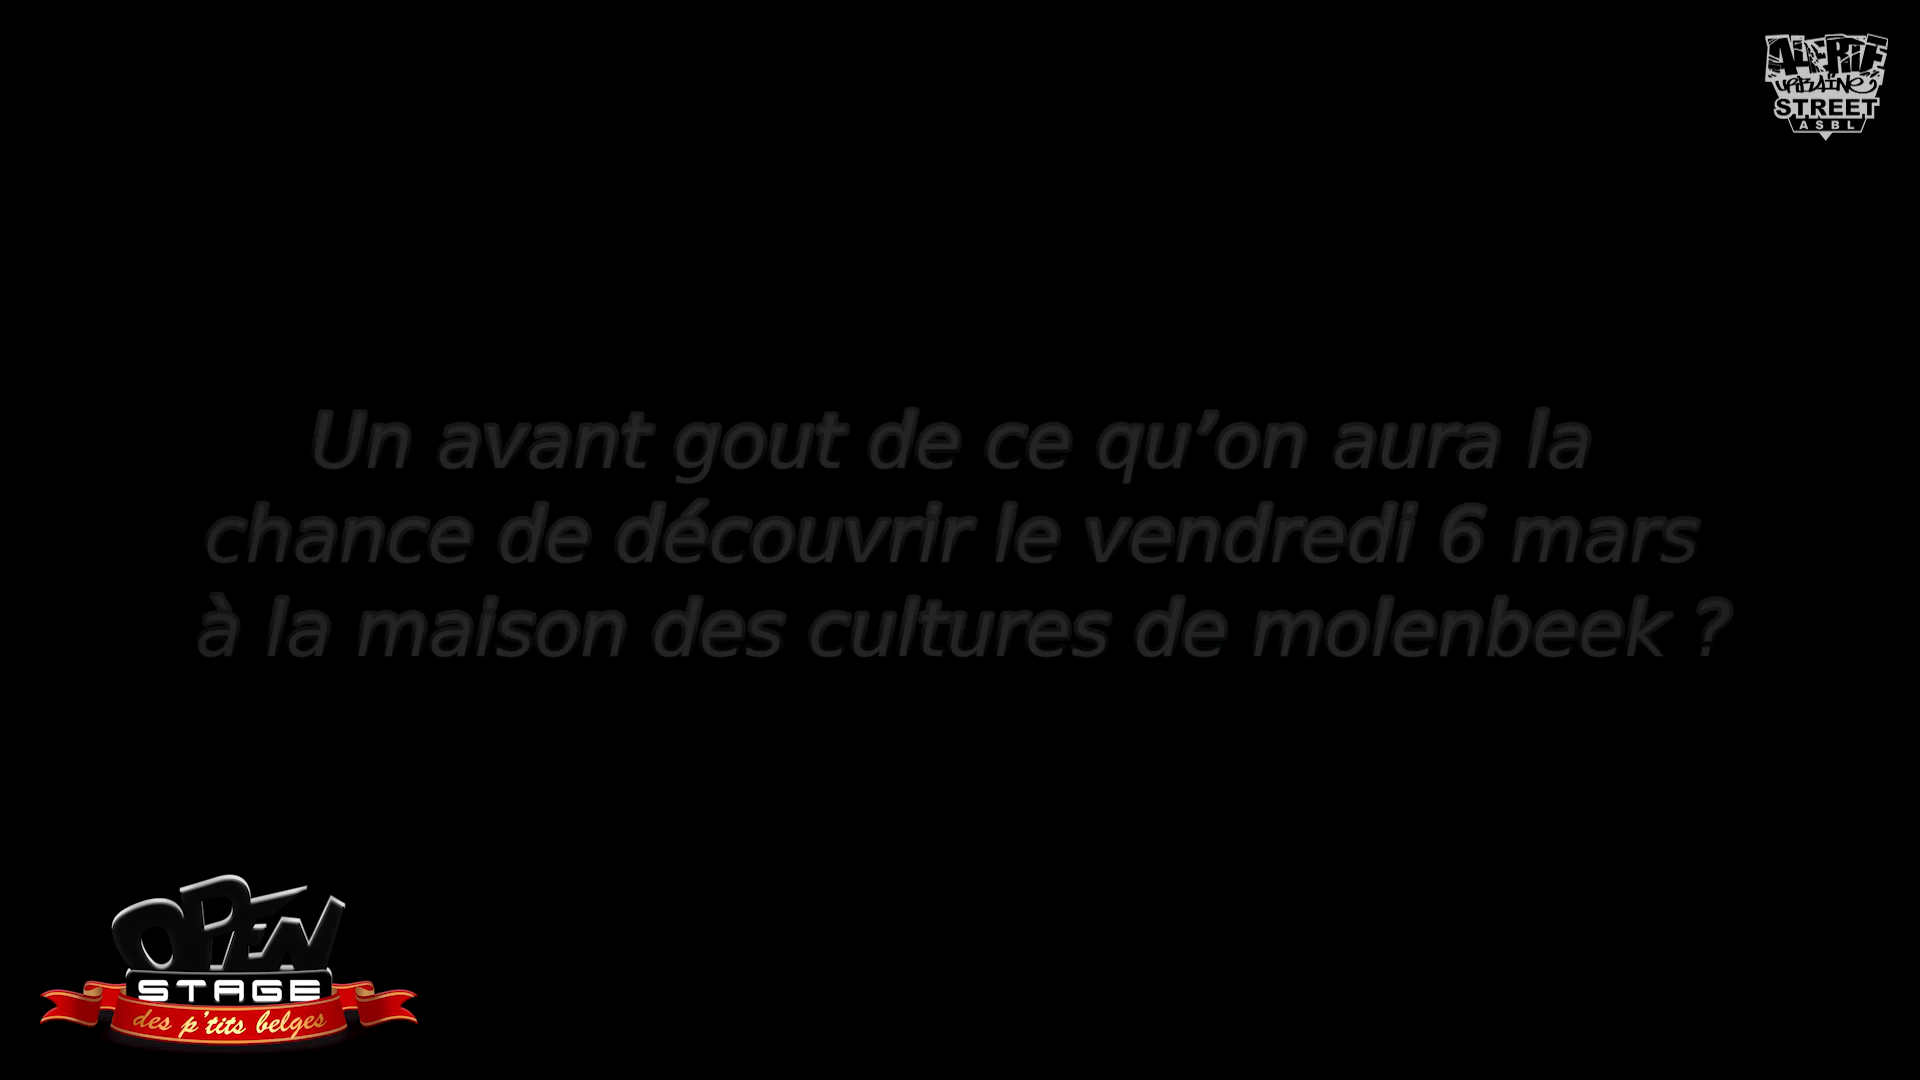 URBAINE
STREET
ASBL
Un avant gout de ce qu’on aura la
chance de découvrir le vendredi 6 mars
à la maison des cultures de molenbeek ?
OPEN
STAGE
des p'tits belges